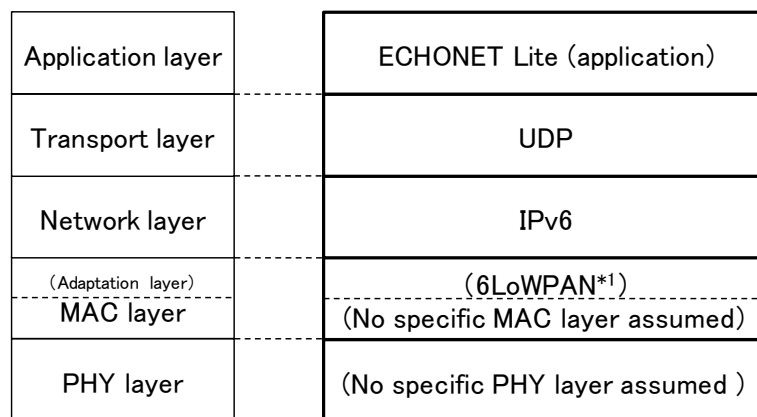 Application layer
ECHONET Lite (application)
Transport layer
UDP
Network layer
IPv6
(Adaptation layer)
(6LoWPAN*1)
MAC layer
(No specific MAC layer assumed)
PHY layer
(No specific PHY layer assumed )